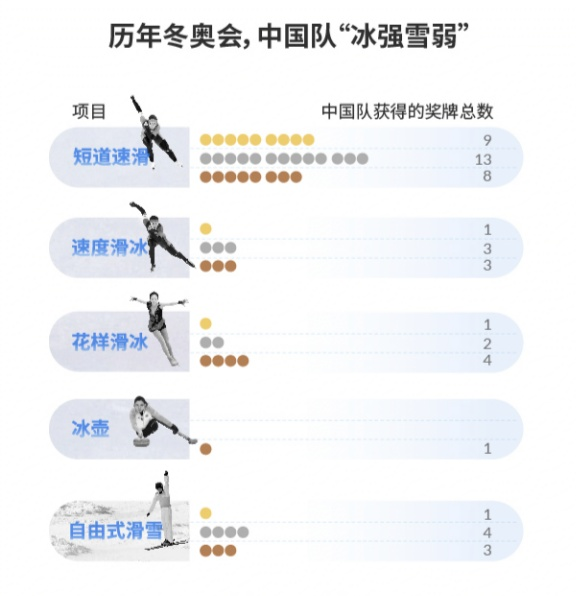 历年冬奥会，中国队“冰强雪弱”
项目 中国队获得的奖牌总数
短道速滑
9
13
8
速度滑冰
1
3
3
花样滑冰
1
2
4
冰壶
1
自由式滑雪
1
4
3